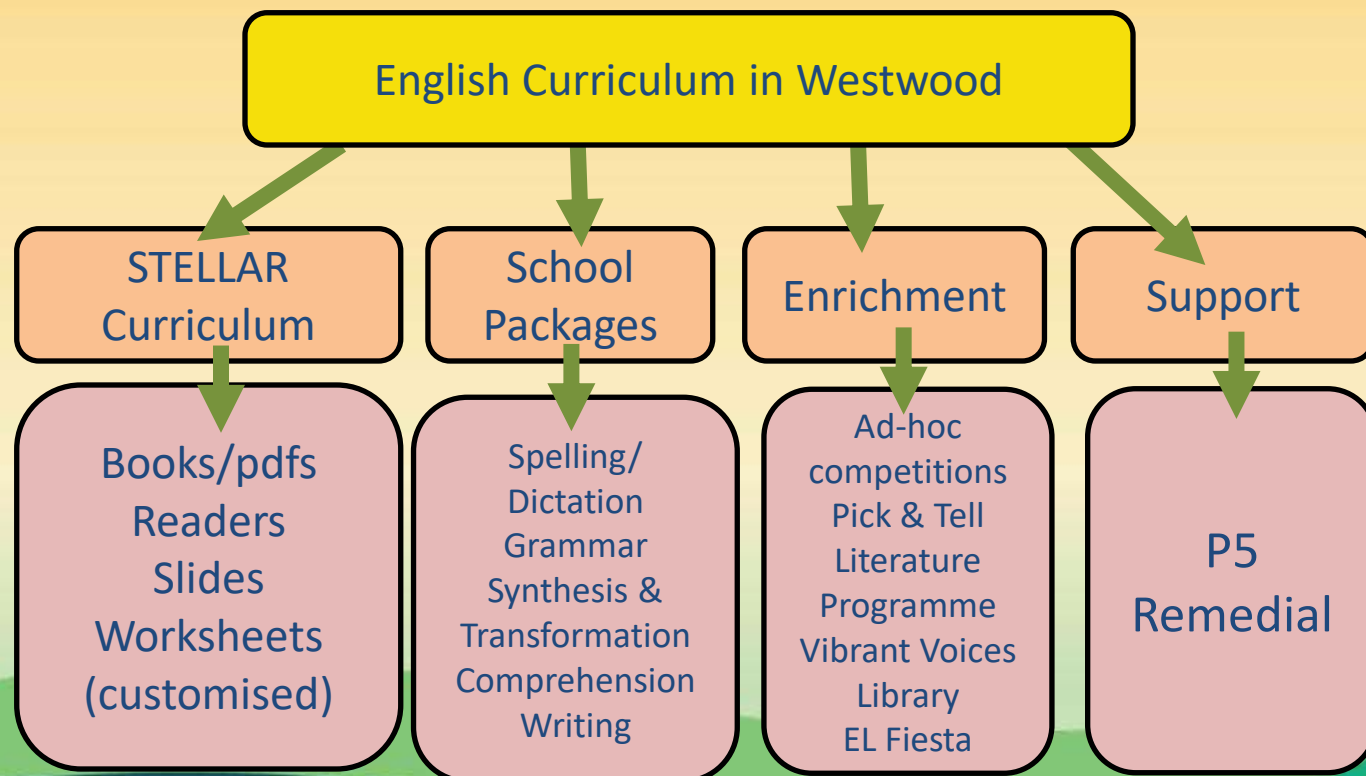 English Curriculum in Westwood
STELLAR
Curriculum
School
Packages
Enrichment
Support
Books/pdfs
Readers
Slides
Worksheets
(customised)
Spelling/
Dictation
Grammar
Synthesis &
Transformation
Comprehension
Writing
Ad-hoc
competitions
Pick & Tell
Literature
Programme
Vibrant Voices
Library
EL Fiesta
P5
Remedial